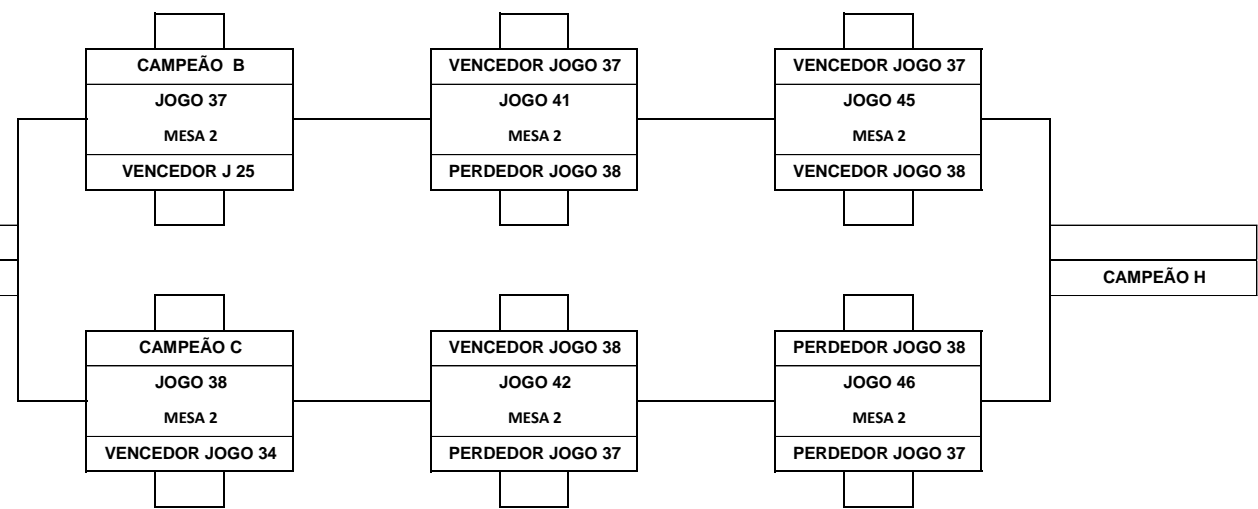 CAMPEÃO  B
JOGO 37
MESA 2
VENCEDOR J 25
VENCEDOR JOGO 37
JOGO 41
MESA 2
PERDEDOR JOGO 38
VENCEDOR JOGO 37
JOGO 45
MESA 2
VENCEDOR JOGO 38
CAMPEÃO H
CAMPEÃO C
JOGO 38
MESA 2
VENCEDOR JOGO 34
VENCEDOR JOGO 38
JOGO 42
MESA 2
PERDEDOR JOGO 37
PERDEDOR JOGO 38
JOGO 46
MESA 2
PERDEDOR JOGO 37